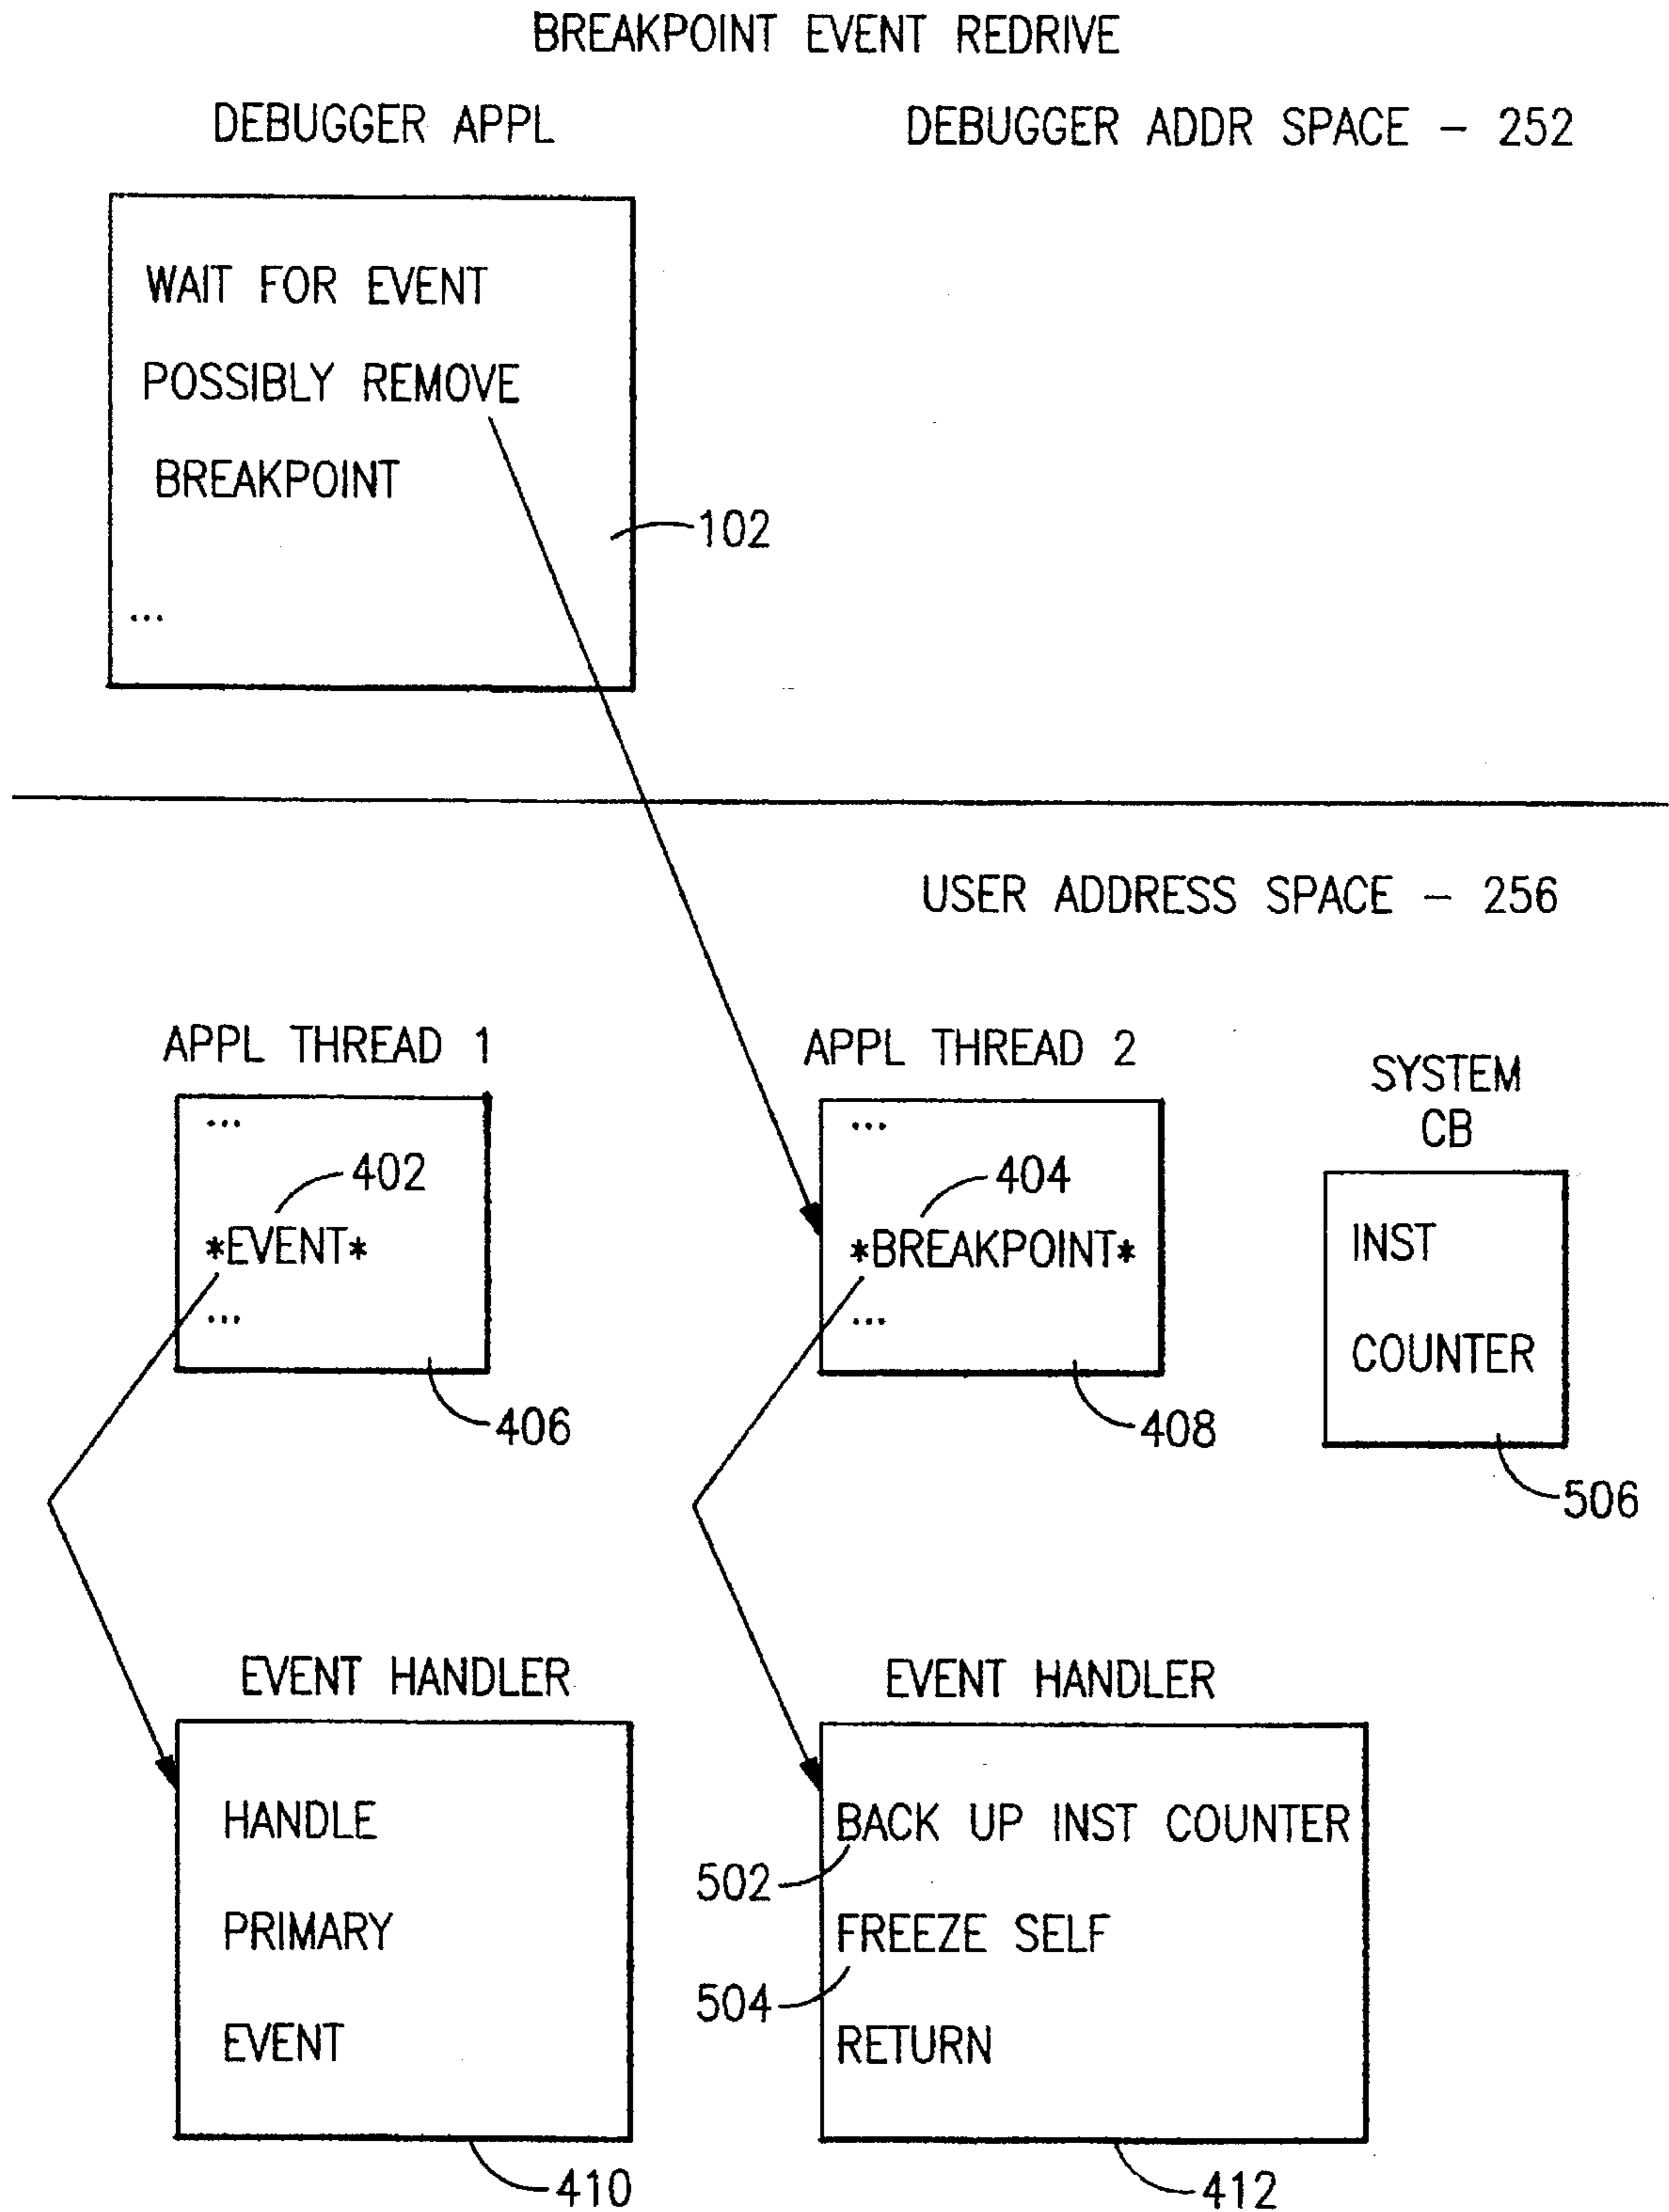 BREAKPOINT EVENT REDRIVE
DEBUGGER APPL
DEBUGGER ADDR SPACE – 252
WAIT FOR EVENT
POSSIBLY REMOVE
BREAKPOINT
102
...
USER ADDRESS SPACE – 256
APPL THREAD 1
...
402
*EVENT*
...
406
APPL THREAD 2
...
404
*BREAKPOINT*
...
408
SYSTEM
CB
INST
COUNTER
506
EVENT HANDLER
HANDLE
PRIMARY
EVENT
410
EVENT HANDLER
BACK UP INST COUNTER
502
FREEZE SELF
504
RETURN
412